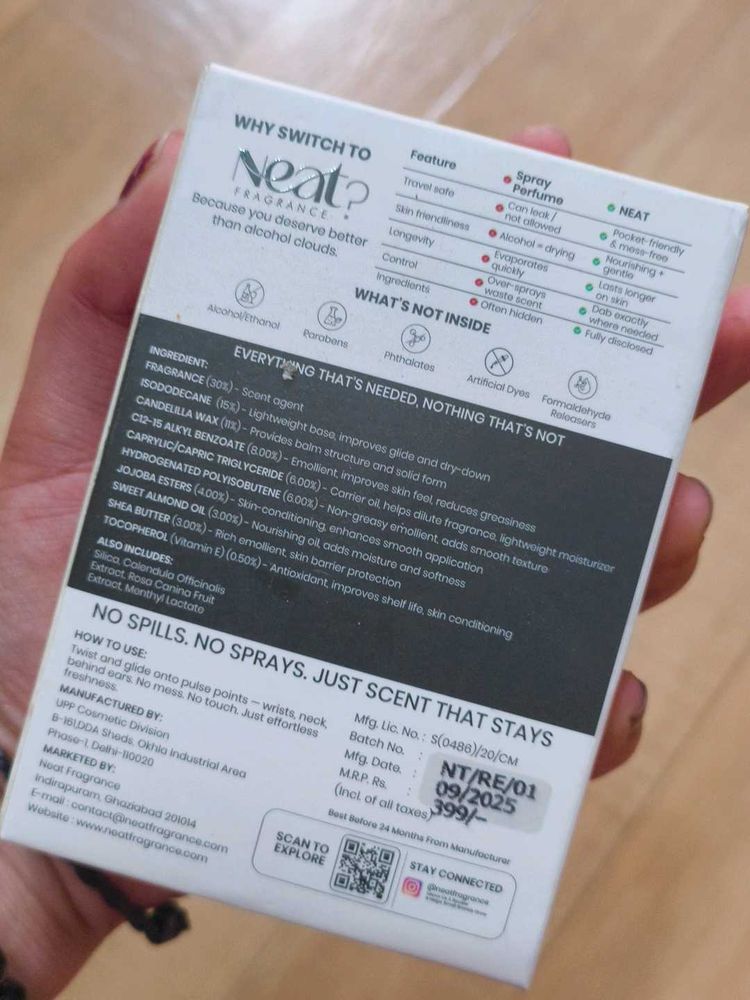 WHY SWITCH TO
Neat?
FRAGRANCE
Because you deserve better
than alcohol clouds.
Feature Spray Perfume NEAT
Travel safe Can leak / not allowed Pocket-friendly & mess-free
Skin friendliness Alcohol = drying Nourishing + gentle
Longevity Evaporates quickly Lasts longer on skin
Control Over-sprays waste scent Dab exactly where needed
Ingredients Often hidden Fully disclosed
WHAT'S NOT INSIDE
Alcohol/Ethanol
Parabens
Phthalates
Artificial Dyes
Formaldehyde
Releasers
EVERYTHING THAT'S NEEDED, NOTHING THAT'S NOT
INGREDIENT:
FRAGRANCE (30%) - Scent agent
ISODODECANE (15%) - Lightweight base, improves glide and dry-down
CANDELILLA WAX (11%) - Provides balm structure and solid form
C12-15 ALKYL BENZOATE (8.00%) - Emollient, improves skin feel, reduces greasiness
CAPRYLIC/CAPRIC TRIGLYCERIDE (6.00%) - Carrier oil, helps dilute fragrance, lightweight moisturizer
HYDROGENATED POLYISOBUTENE (6.00%) - Non-greasy emollient, adds smooth texture
JOJOBA ESTERS (4.00%) - Skin-conditioning, enhances smooth application
SWEET ALMOND OIL (3.00%) - Nourishing oil, adds moisture and softness
SHEA BUTTER (3.00%) - Rich emollient, skin barrier protection
TOCOPHEROL (Vitamin E) (0.50%) - Antioxidant, improves shelf life, skin conditioning
ALSO INCLUDES:
Silica, Calendula Officinalis
Extract, Rosa Canina Fruit
Extract, Menthyl Lactate
NO SPILLS. NO SPRAYS. JUST SCENT THAT STAYS
HOW TO USE:
Twist and glide onto pulse points — wrists, neck,
behind ears. No mess. No touch. Just effortless
freshness.
MANUFACTURED BY:
UPF Cosmetic Division
B-161,DDA Sheds, Okhla Industrial Area
Phase-1, Delhi-110020
MARKETED BY:
Neat Fragrance
Indirapuram, Ghaziabad 201014
E-mail : contact@neatfragrance.com
Website : www.neatfragrance.com
Mfg. Lic. No. : S(0486)/20/CM
Batch No. : NT/RE/01
Mfg. Date. : 09/2025
M.R.P. Rs. : 399/-
(Incl. of all taxes)
Best Before 24 Months From Manufacturer
SCAN TO
EXPLORE
STAY CONNECTED
@neatfragrance